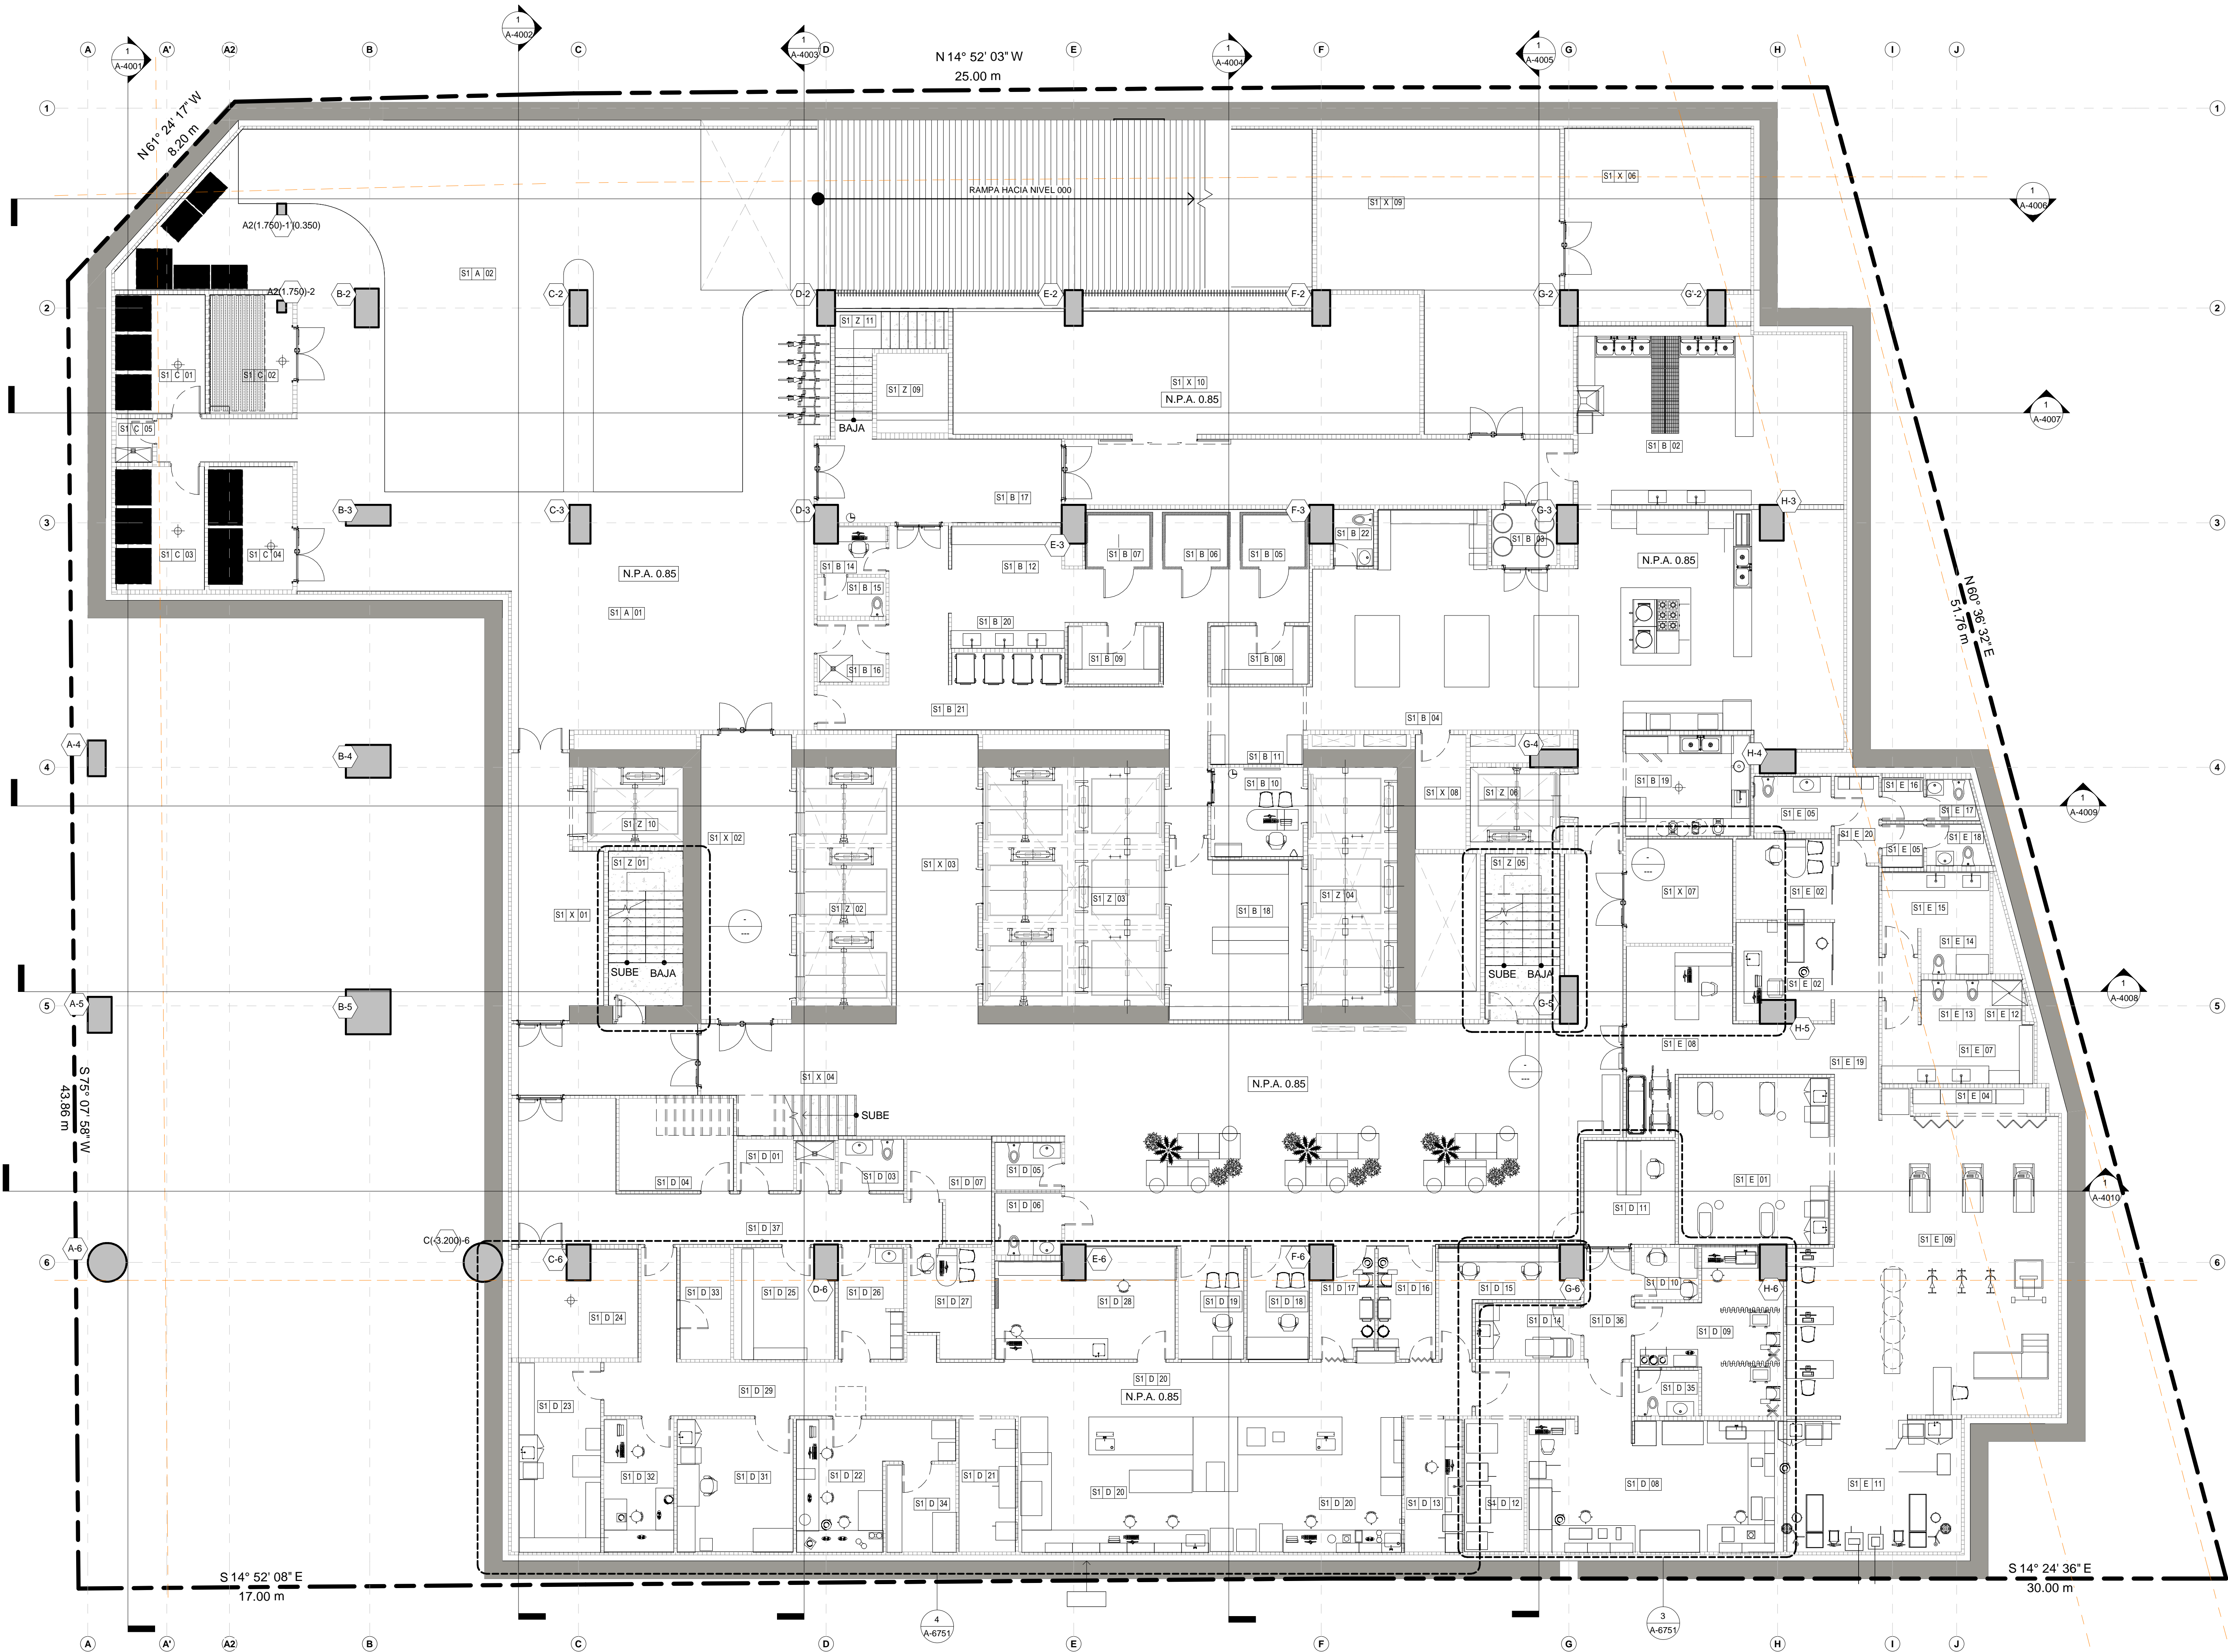 1
A-4002
1
A-4003
1
A-4001
1
A-4004
1
A-4005
A
A'
A2
B
C
D
E
F
G
H
I
J
N 14° 52' 03" W
25.00 m
N 61° 24' 17" W
8.20 m
1
1
RAMPA HACIA NIVEL 000
S1 X 06
S1 X 09
1
A-4006
A2(1.750)-1'(0.350)
S1 A 02
A2(1.750)-2
B-2
C-2
D-2
E-2
F-2
G-2
G'-2
2
2
S1 Z 11
S1 C 01
S1 C 02
S1 Z 09
S1 X 10
N.P.A. 0.85
1
A-4007
S1 C 05
BAJA
S1 B 02
S1 B 17
B-3
C-3
D-3
E-3
F-3
G-3
H-3
3
3
S1 C 03
S1 C 04
S1 B 22
S1 B 03
S1 B 07
S1 B 06
S1 B 05
S1 B 14
S1 B 12
N.P.A. 0.85
N.P.A. 0.85
S1 B 15
S1 A 01
S1 B 20
N 60° 36' 32" E
51.76 m
S1 B 09
S1 B 08
S1 B 16
S1 B 21
S1 B 04
A-4
B-4
G-4
H-4
4
4
S1 B 11
S1 B 10
S1 B 19
S1 X 08
S1 Z 06
S1 E 16
S1 E 17
S1 E 05
1
A-4009
S1 Z 10
S1 X 02
S1 E 20
S1 E 18
S1 E 05
S1 Z 01
S1 X 03
S1 Z 05
-
---
S1 X 07
S1 E 02
S1 Z 03
S1 Z 04
S1 X 01
S1 Z 02
S1 B 18
S1 E 15
-
---
S1 E 14
SUBE
BAJA
SUBE
BAJA
S1 E 02
1
A-4008
A-5
B-5
G-5
H-5
5
5
S1 E 13
S1 E 12
S1 E 08
S1 E 19
S1 E 07
-
---
S1 X 04
N.P.A. 0.85
S 75° 07' 58" W
43.86 m
SUBE
S1 E 04
S1 D 01
S1 D 05
S1 D 04
S1 D 03
S1 D 07
S1 E 01
1
A-4010
S1 D 06
S1 D 11
S1 D 37
C(-3.200)-6
S1 E 09
A-6
C-6
D-6
E-6
F-6
G-6
H-6
6
6
S1 D 33
S1 D 25
S1 D 26
S1 D 27
S1 D 28
S1 D 19
S1 D 18
S1 D 17
S1 D 16
S1 D 15
S1 D 10
S1 D 24
S1 D 14
S1 D 36
S1 D 09
S1 D 29
S1 D 20
N.P.A. 0.85
S1 D 35
S1 D 23
S1 D 32
S1 D 31
S1 D 22
S1 D 21
S1 D 34
S1 D 20
S1 D 20
S1 D 13
S1 D 12
S1 D 08
S1 E 11
S 14° 52' 08" E
17.00 m
S 14° 24' 36" E
30.00 m
4
A-6751
3
A-6751
A
A'
A2
B
C
D
E
F
G
H
I
J